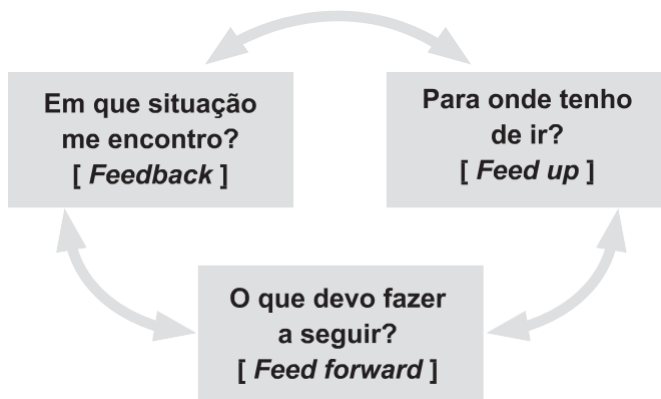 Em que situação
me encontro?
[ Feedback ]
Para onde tenho
de ir?
[ Feed up ]
O que devo fazer
a seguir?
[ Feed forward ]